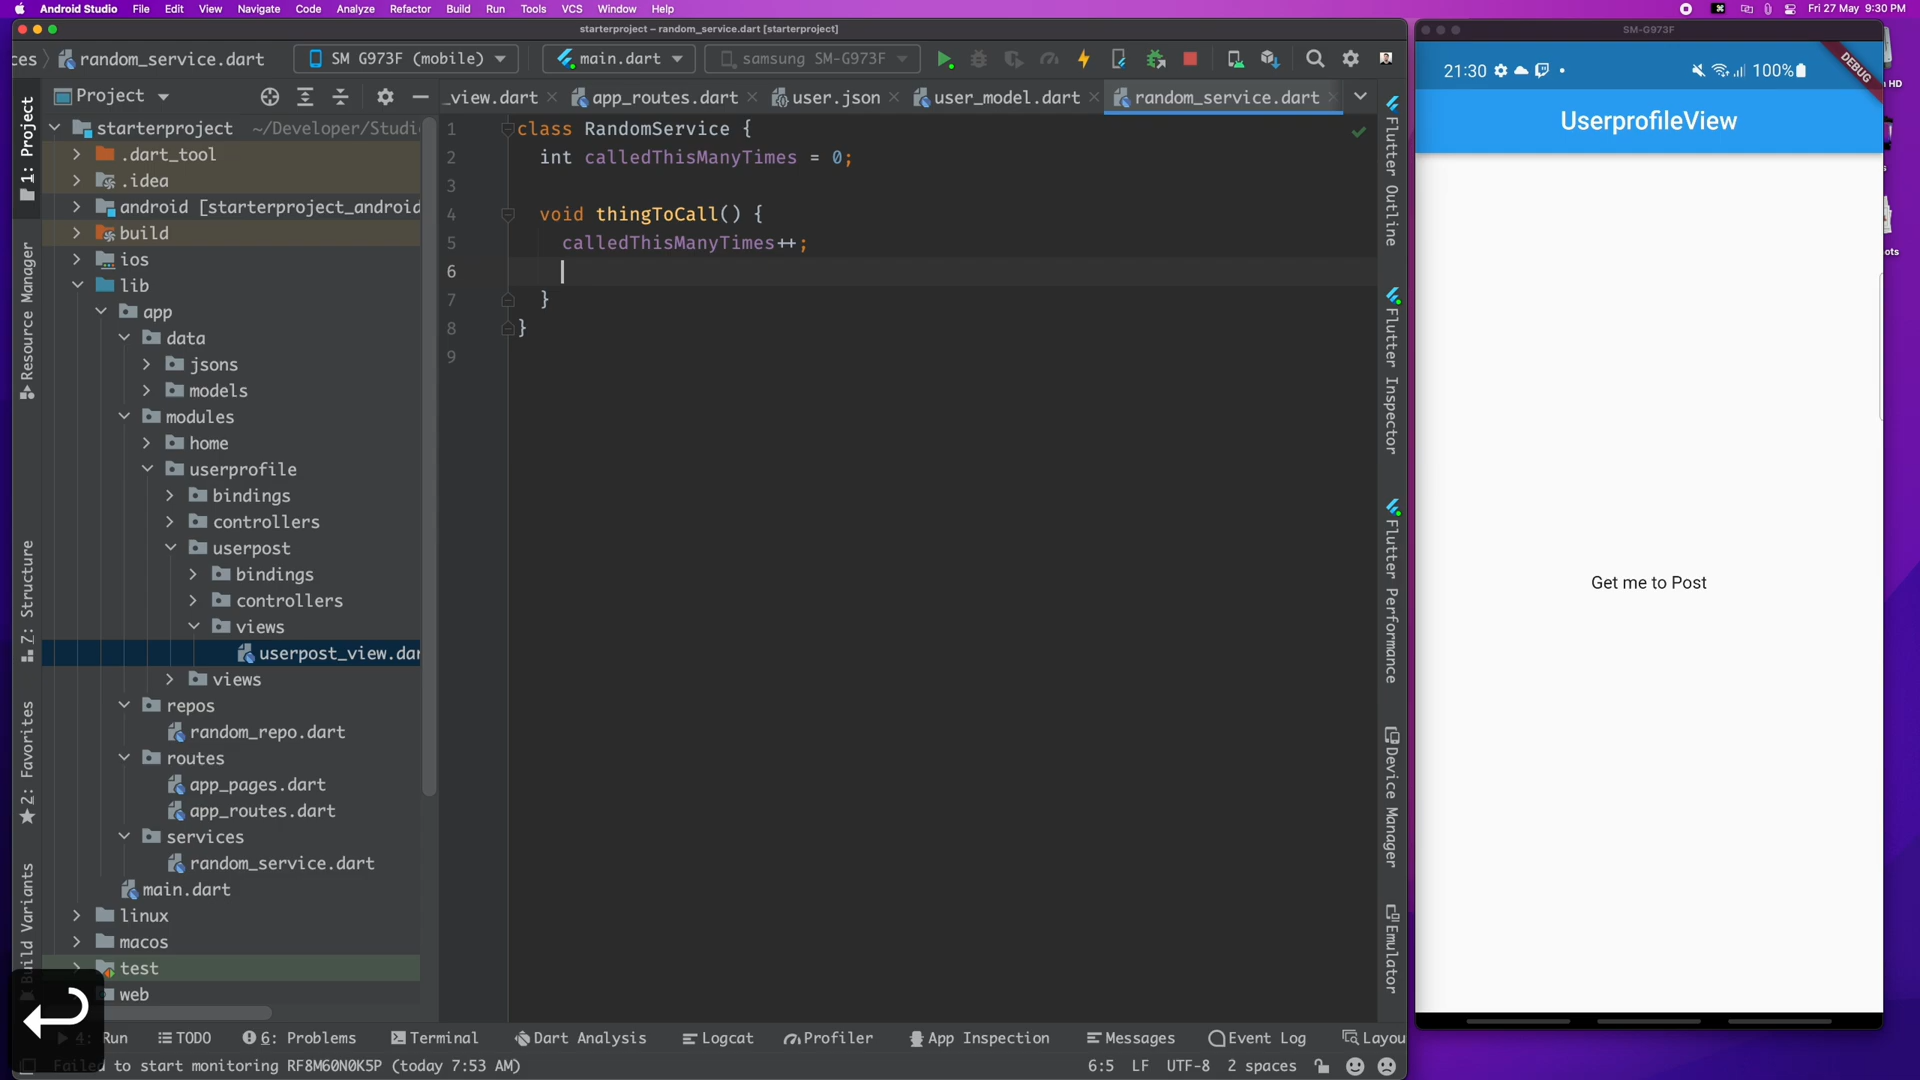 Android Studio File Edit View Navigate Code Analyze Refactor Build Run Tools VCS Window Help Fri 27 May 9:30 PM
starterproject – random_service.dart [starterproject]
SM-G973F
ces random_service.dart SM G973F (mobile) main.dart samsung SM-G973F
21:30 100%
DEBUG
UserprofileView
Get me to Post
Project
_view.dart app_routes.dart user.json user_model.dart random_service.dart
starterproject ~/Developer/Studi
.dart_tool
.idea
android [starterproject_android
build
ios
lib
app
data
jsons
models
modules
home
userprofile
bindings
controllers
userpost
bindings
controllers
views
userpost_view.dar
views
repos
random_repo.dart
routes
app_pages.dart
app_routes.dart
services
random_service.dart
main.dart
linux
macos
test
web
1 class RandomService {
2 int calledThisManyTimes = 0;
3
4 void thingToCall() {
5 calledThisManyTimes++;
6
7 }
8 }
9
1: Project
Resource Manager
7: Structure
2: Favorites
Build Variants
Flutter Outline
Flutter Inspector
Flutter Performance
Device Manager
Emulator
HD
ots
4: Run TODO 6: Problems Terminal Dart Analysis Logcat Profiler App Inspection Messages Event Log Layou
Failed to start monitoring RF8M60N0K5P (today 7:53 AM) 6:5 LF UTF-8 2 spaces